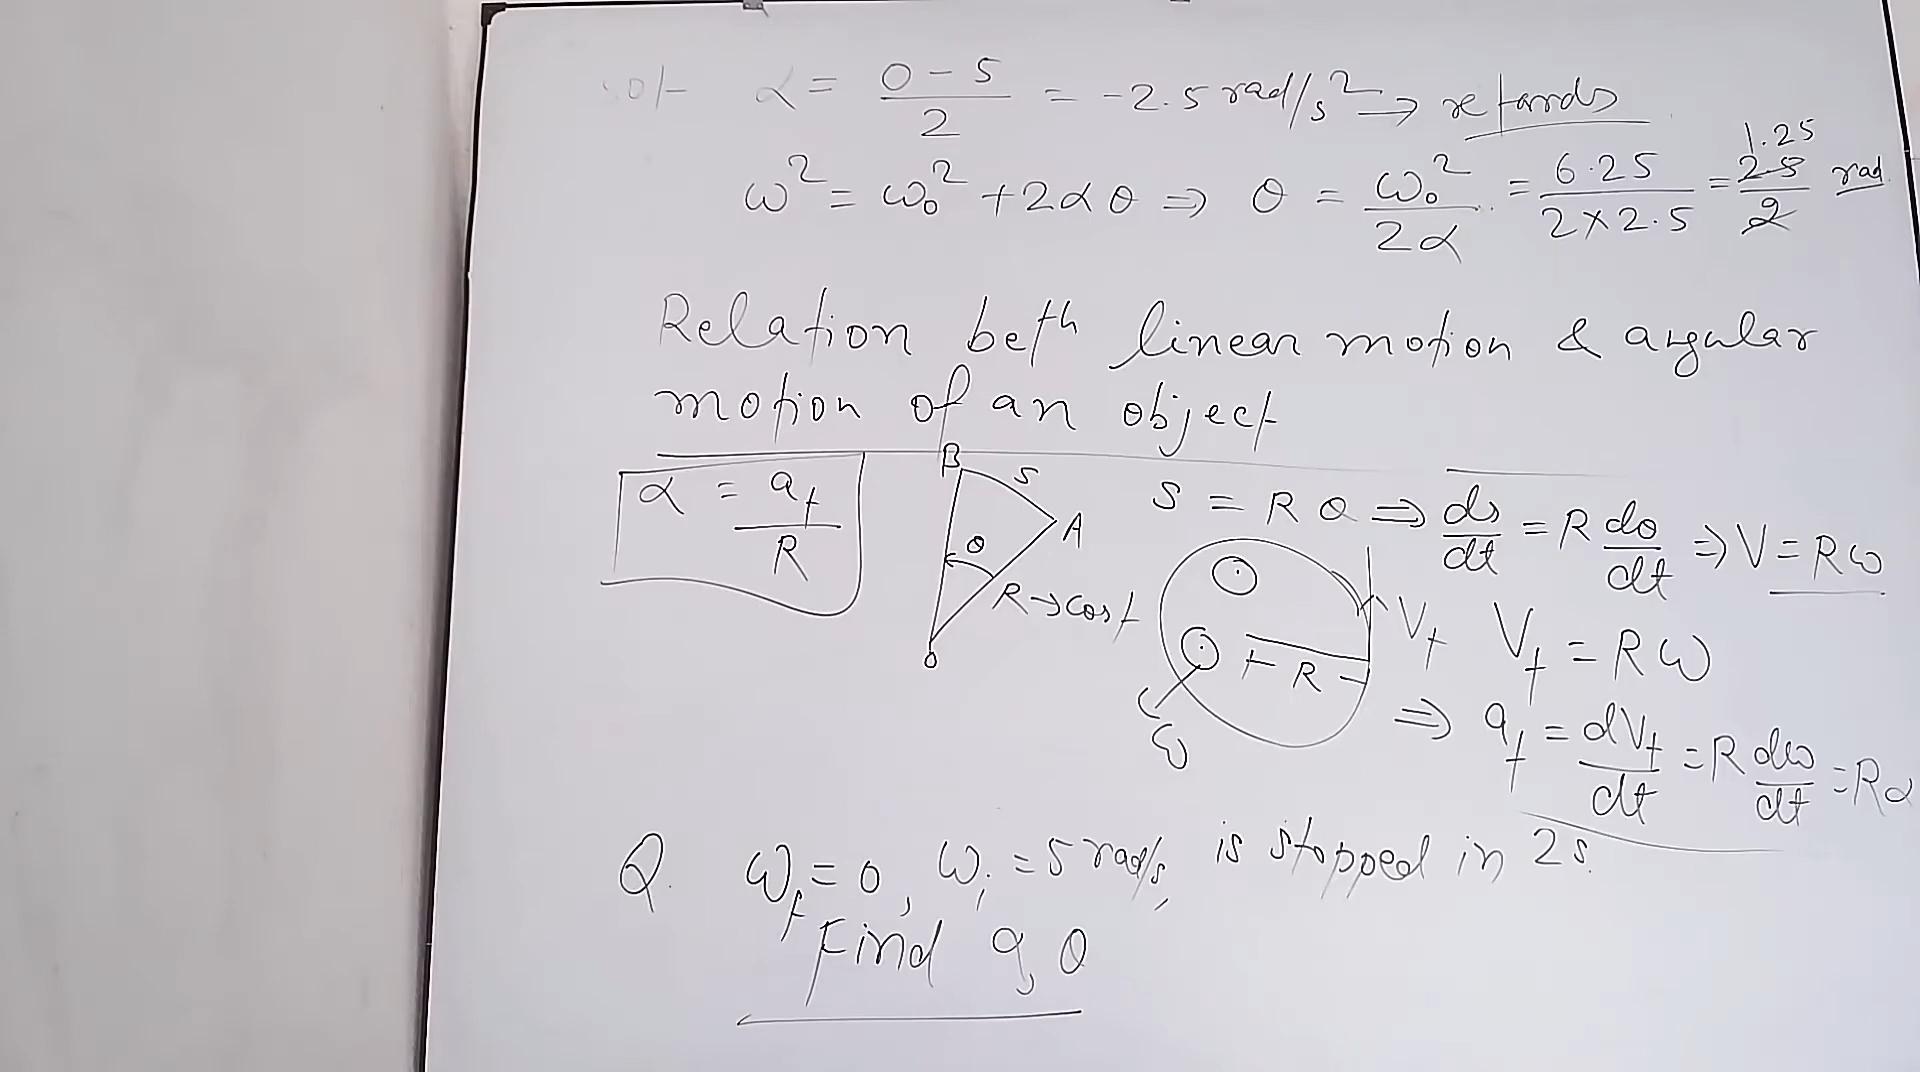 sol- α = (0-5)/2 = -2.5 rad/s² → retards
ω² = ω₀² + 2αθ ⇒ θ = ω₀²/2α = 6.25/(2×2.5) = 2.5/2 1.25 rad
Relation betn linear motion & angular
motion of an object
α = at/R
B S A θ O R→const
S = Rθ ⇒ ds/dt = R dθ/dt ⇒ V = Rω
R Vt ω
Vt = Rω
⇒ at = dVt/dt = R dω/dt = Rα
Q. ωf = 0, ωi = 5 rad/s, is stopped in 2s.
Find α, θ